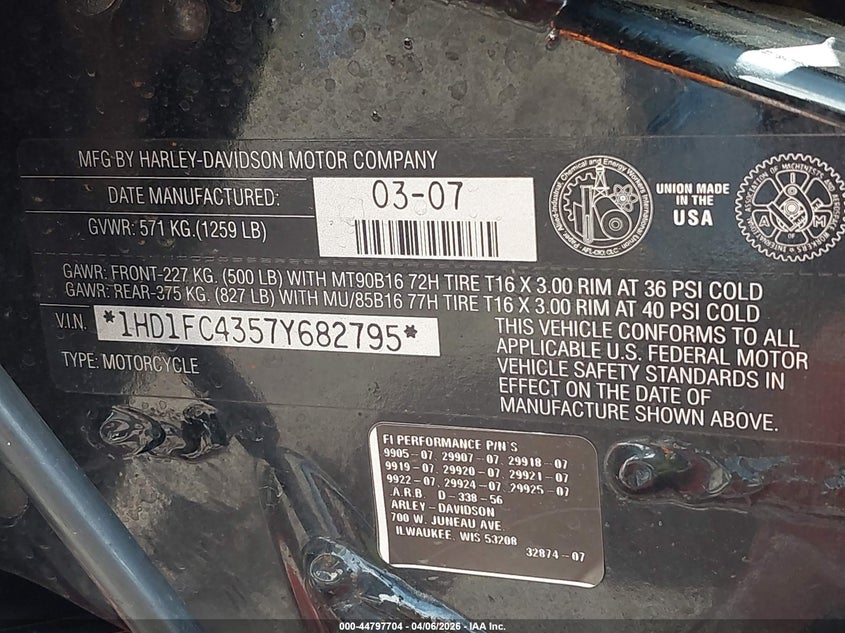 MFG BY HARLEY-DAVIDSON MOTOR COMPANY
DATE MANUFACTURED:
03-07
GVWR: 571 KG.(1259 LB)
UNION MADE
IN THE
USA
GAWR: FRONT-227 KG. (500 LB) WITH MT90B16 72H TIRE T16 X 3.00 RIM AT 36 PSI COLD
GAWR: REAR-375 KG. (827 LB) WITH MU/85B16 77H TIRE T16 X 3.00 RIM AT 40 PSI COLD
V.I.N. *1HD1FC4357Y682795*
TYPE: MOTORCYCLE
THIS VEHICLE CONFORMS TO ALL
APPLICABLE U.S. FEDERAL MOTOR
VEHICLE SAFETY STANDARDS IN
EFFECT ON THE DATE OF
MANUFACTURE SHOWN ABOVE.
FI PERFORMANCE P/N'S
9905-07, 29907-07, 29918-07
9919-07, 29920-07, 29921-07
9922-07, 29924-07, 29925-07
.A.R.B. D-338-56
ARLEY-DAVIDSON
700 W. JUNEAU AVE.
ILWAUKEE, WIS 53208
32874-07
000-44797704 - 04/06/2026 - IAA Inc.